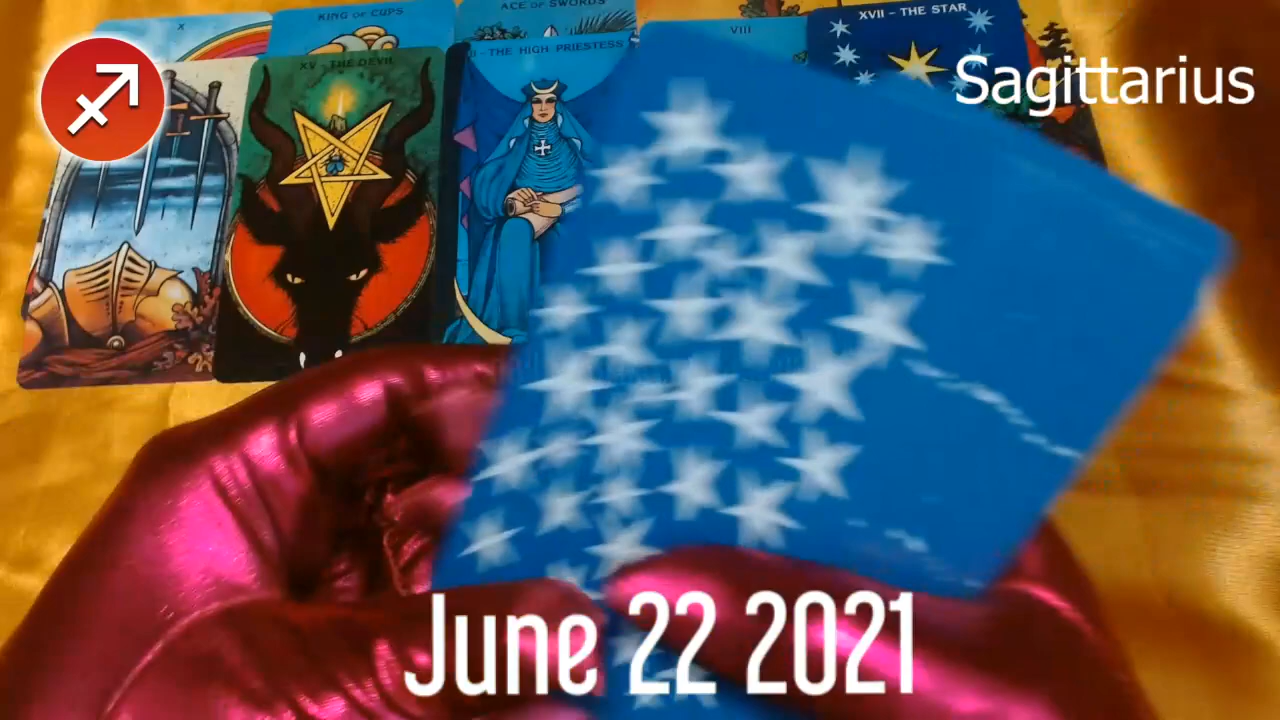 X
KING OF CUPS
ACE OF SWORDS
VIII
XVII - THE STAR
Sagittarius
XV - THE DEVIL
II - THE HIGH PRIESTESS
June 22 2021